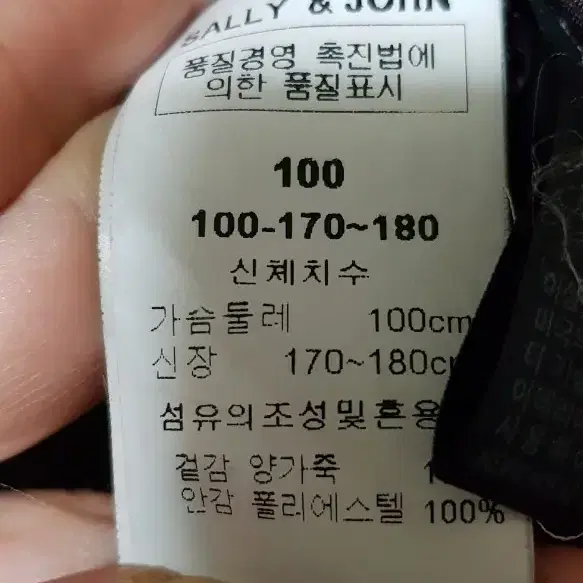 SALLY & JOHN
품질경영 촉진법에
의한 품질표시
100
100-170~180
신체치수
가슴둘레 100cm
신장 170~180c
섬유의조성및혼용
겉감 양가죽
안감 폴리에스텔 100%